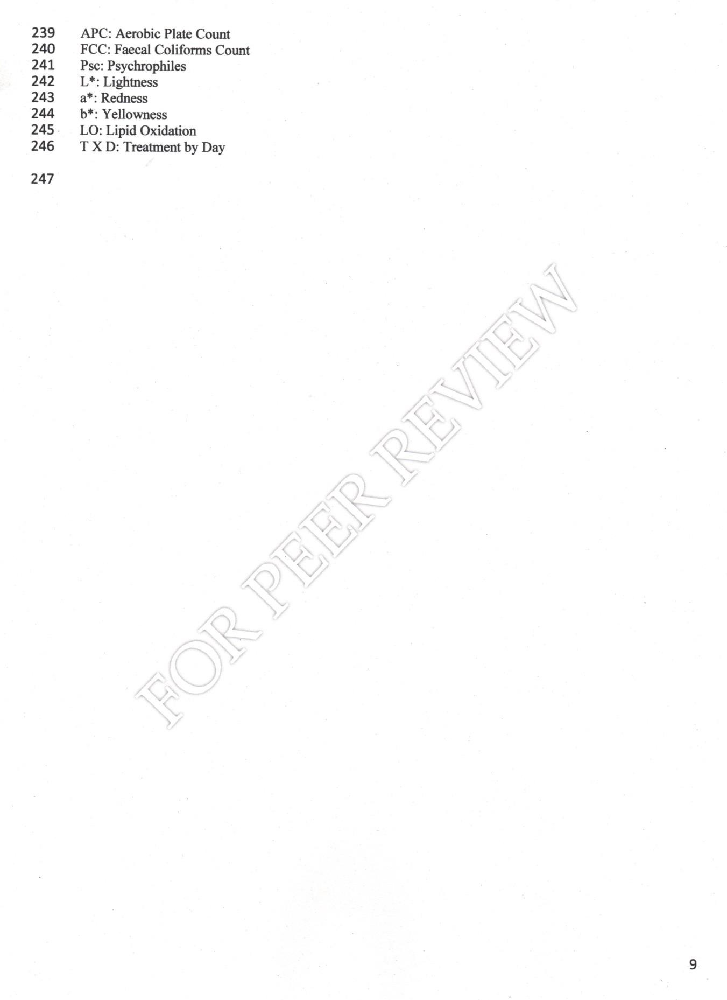 239 APC: Aerobic Plate Count
240 FCC: Faecal Coliforms Count
241 Psc: Psychrophiles
242 L*: Lightness
243 a*: Redness
244 b*: Yellowness
245 LO: Lipid Oxidation
246 T X D: Treatment by Day
247
FOR PEER REVIEW
9